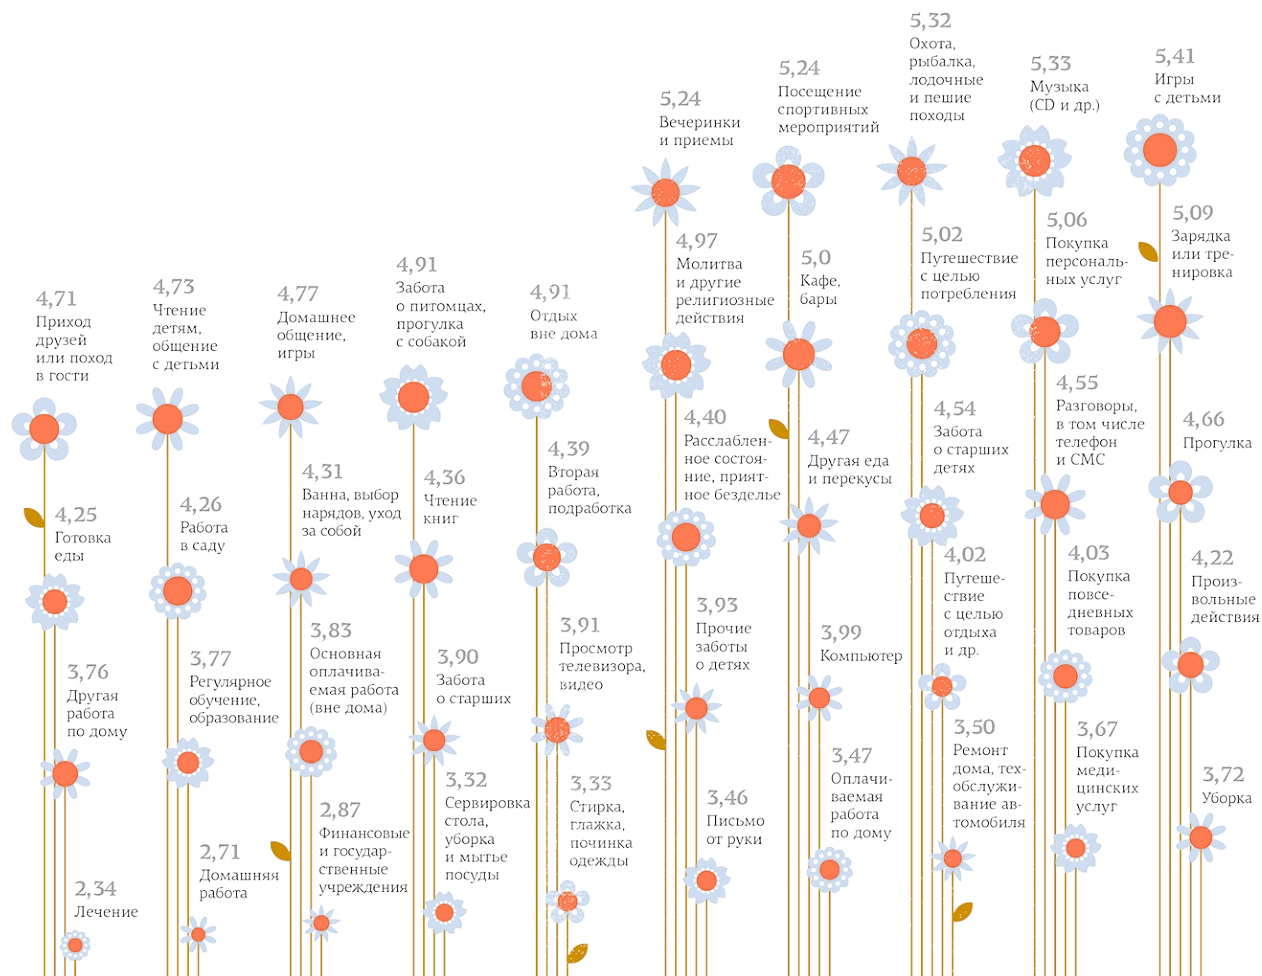 4,71
Приход
друзей
или поход
в гости
4,25
Готовка
еды
3,76
Другая
работа
по дому
2,34
Лечение
4,73
Чтение
детям,
общение
с детьми
4,26
Работа
в саду
3,77
Регулярное
обучение,
образование
2,71
Домашняя
работа
4,77
Домашнее
общение,
игры
4,31
Ванна, выбор
нарядов, уход
за собой
3,83
Основная
оплачива-
емая работа
(вне дома)
2,87
Финансовые
и государ-
ственные
учреждения
4,91
Забота
о питомцах,
прогулка
с собакой
4,36
Чтение
книг
3,90
Забота
о старших
3,32
Сервировка
стола,
уборка
и мытье
посуды
4,91
Отдых
вне дома
4,39
Вторая
работа,
подработка
3,91
Просмотр
телевизора,
видео
3,33
Стирка,
глажка,
починка
одежды
5,24
Вечеринки
и приемы
4,97
Молитва
и другие
религиозные
действия
4,40
Расслаблен-
ное состоя-
ние, прият-
ное безделье
3,93
Прочие
заботы
о детях
3,46
Письмо
от руки
5,24
Посещение
спортивных
мероприятий
5,0
Кафе,
бары
4,47
Другая еда
и перекусы
3,99
Компьютер
3,47
Оплачи-
ваемая
работа
по дому
5,32
Охота,
рыбалка,
лодочные
и пешие
походы
5,02
Путешествие
с целью
потребления
4,54
Забота
о старших
детях
4,02
Путеше-
ствие
с целью
отдыха
и др.
3,50
Ремонт
дома, тех-
обслужи-
вание ав-
томобиля
5,33
Музыка
(CD и др.)
5,06
Покупка
персональ-
ных услуг
4,55
Разговоры,
в том числе
телефон
и СМС
4,03
Покупка
повсе-
дневных
товаров
3,67
Покупка
меди-
цинских
услуг
5,41
Игры
с детьми
5,09
Зарядка
или тре-
нировка
4,66
Прогулка
4,22
Произ-
вольные
действия
3,72
Уборка